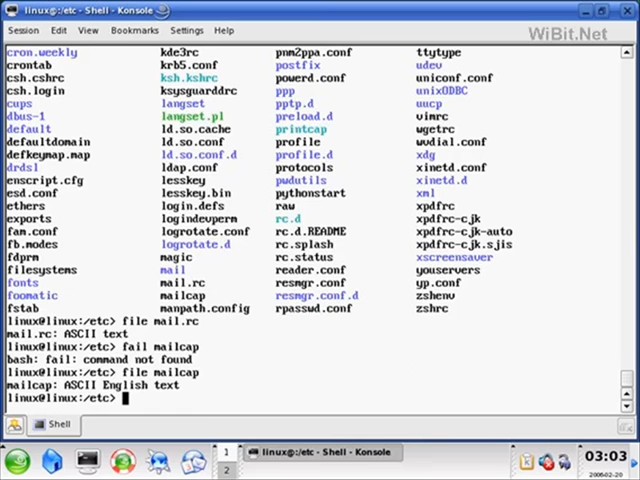 linux@:/etc - Shell - Konsole
Session Edit View Bookmarks Settings Help
WiBit.Net
cron.weekly kde3rc pnm2ppa.conf ttytype
crontab krb5.conf postfix udev
csh.cshrc ksh.kshrc powerd.conf uniconf.conf
csh.login ksysguarddrc ppp unixODBC
cups langset pptp.d uucp
dbus-1 langset.pl preload.d vimrc
default ld.so.cache printcap wgetrc
defaultdomain ld.so.conf profile wvdial.conf
defkeymap.map ld.so.conf.d profile.d xdg
drdsl ldap.conf protocols xinetd.conf
enscript.cfg lesskey pwdutils xinetd.d
esd.conf lesskey.bin pythonstart xml
ethers login.defs raw xpdfrc
exports logindevperm rc.d xpdfrc-cjk
fam.conf logrotate.conf rc.d.README xpdfrc-cjk-auto
fb.modes logrotate.d rc.splash xpdfrc-cjk.sjis
fdprm magic rc.status xscreensaver
filesystems mail reader.conf youservers
fonts mail.rc resmgr.conf yp.conf
foomatic mailcap resmgr.conf.d zshenv
fstab manpath.config rpasswd.conf zshrc
linux@linux:/etc> file mail.rc
mail.rc: ASCII text
linux@linux:/etc> fail mailcap
bash: fail: command not found
linux@linux:/etc> file mailcap
mailcap: ASCII English text
linux@linux:/etc>
Shell
1
2
linux@:/etc - Shell - Konsole
03:03
2008-02-20